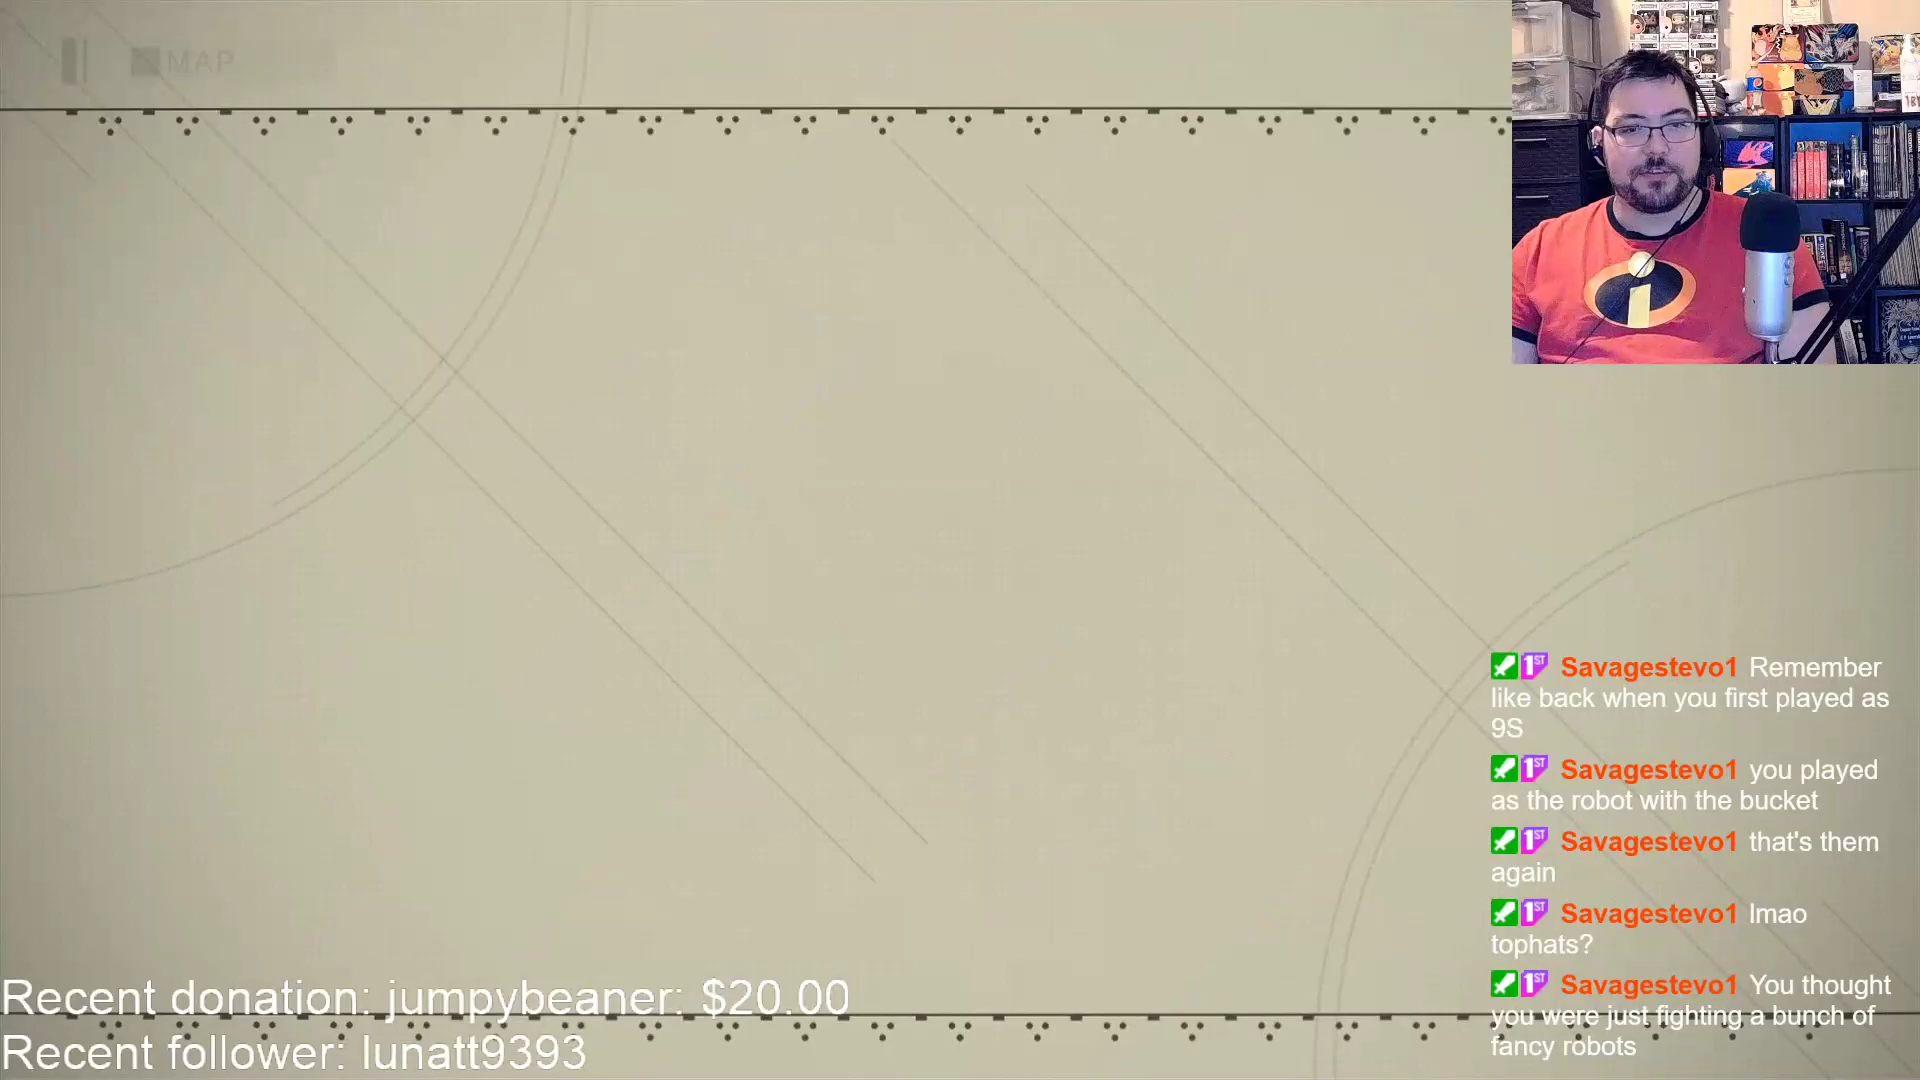 MAP
Savagestevo1 Remember
like back when you first played as
9S
Savagestevo1 you played
as the robot with the bucket
Savagestevo1 that's them
again
Savagestevo1 lmao
tophats?
Savagestevo1 You thought
you were just fighting a bunch of
fancy robots
Recent donation: jumpybeaner: $20.00
Recent follower: lunatt9393